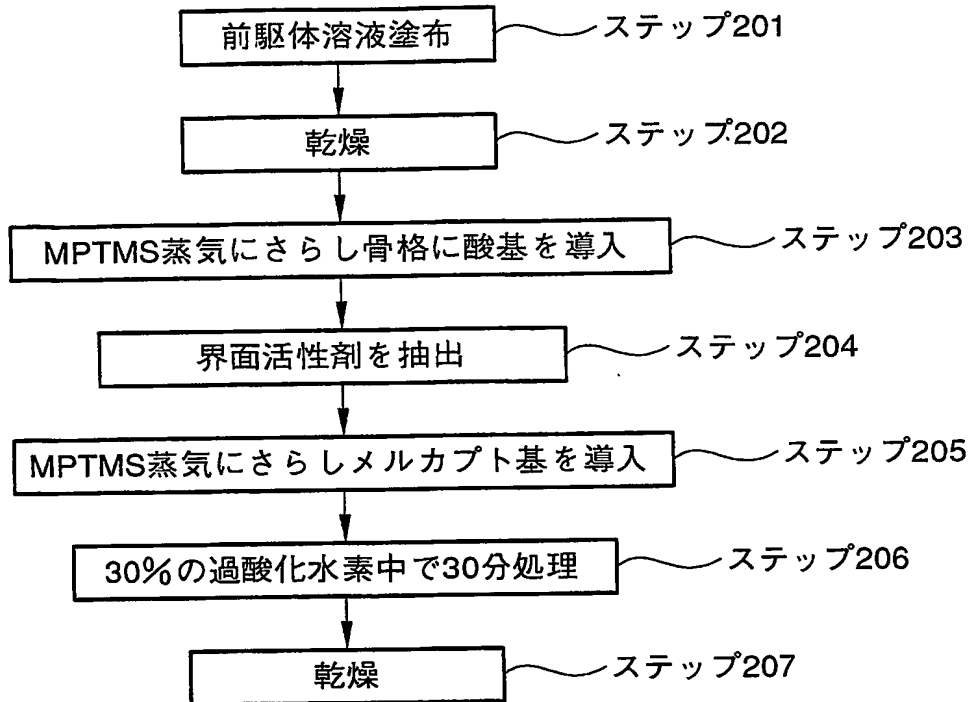 前駆体溶液塗布
ステップ201
乾燥
ステップ202
MPTMS蒸気にさらし骨格に酸基を導入
ステップ203
界面活性剤を抽出
ステップ204
MPTMS蒸気にさらしメルカプト基を導入
ステップ205
30%の過酸化水素中で30分処理
ステップ206
乾燥
ステップ207